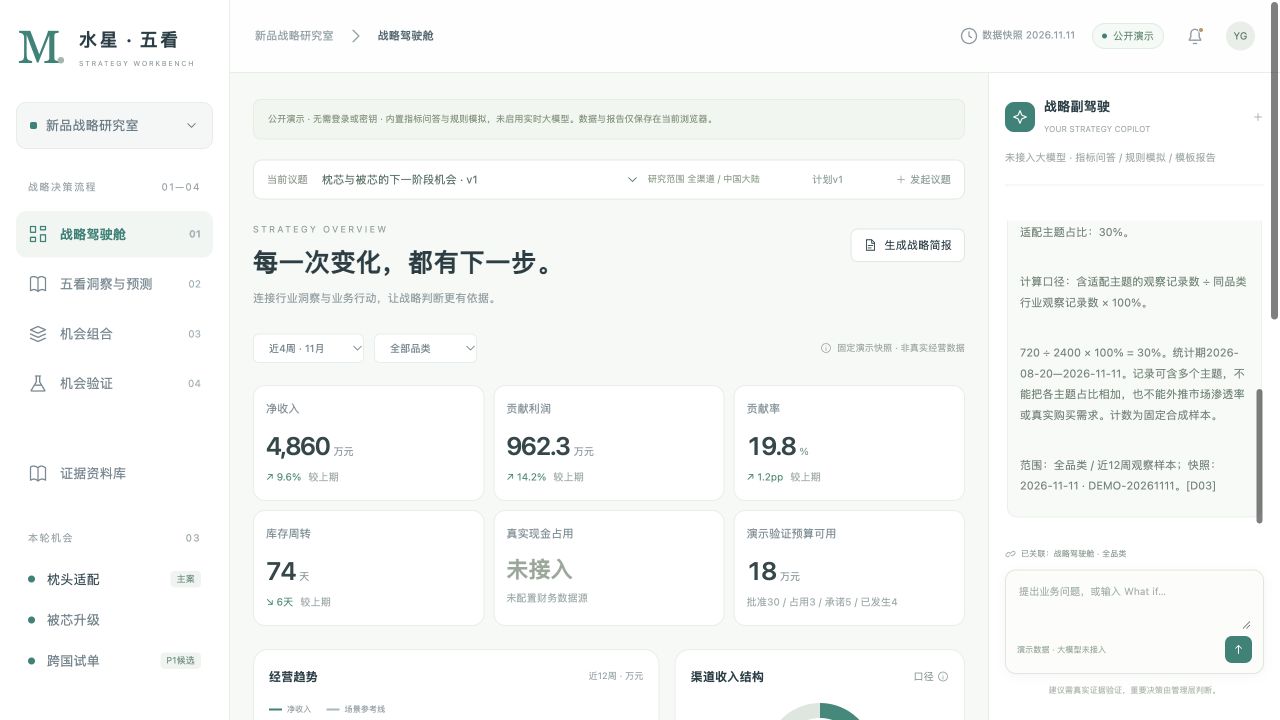 M.
水星 · 五看
STRATEGY WORKBENCH
新品战略研究室
战略决策流程 01—04
战略驾驶舱 01
五看洞察与预测 02
机会组合 03
机会验证 04
证据资料库
本轮机会 03
枕头适配 主案
被芯升级
跨国试单 P1候选
新品战略研究室 战略驾驶舱
数据快照 2026.11.11
公开演示
YG
公开演示 · 无需登录或密钥 · 内置指标问答与规则模拟，未启用实时大模型。数据与报告仅保存在当前浏览器。
当前议题 枕芯与被芯的下一阶段机会 · v1 研究范围 全渠道 / 中国大陆 计划v1 + 发起议题
STRATEGY OVERVIEW
每一次变化，都有下一步。
生成战略简报
连接行业洞察与业务行动，让战略判断更有依据。
近4周 · 11月 全部品类
固定演示快照 · 非真实经营数据
净收入
4,860 万元
↗ 9.6% 较上期
贡献利润
962.3 万元
↗ 14.2% 较上期
贡献率
19.8 %
↗ 1.2pp 较上期
库存周转
74 天
↘ 6天 较上期
真实现金占用
未接入
未配置财务数据源
演示验证预算可用
18 万元
批准30 / 占用3 / 承诺5 / 已发生4
经营趋势 近12周 · 万元
净收入 场景参考线
渠道收入结构 口径
战略副驾驶
YOUR STRATEGY COPILOT
+
未接入大模型 · 指标问答 / 规则模拟 / 模板报告
适配主题占比：30%。
计算口径：含适配主题的观察记录数 ÷ 同品类
行业观察记录数 × 100%。
720 ÷ 2400 × 100% = 30%。统计期2026-
08-20—2026-11-11。记录可含多个主题，不
能把各主题占比相加，也不能外推市场渗透率
或真实购买需求。计数为固定合成样本。
范围：全品类 / 近12周观察样本；快照：
2026-11-11 · DEMO-20261111。[D03]
已关联：战略驾驶舱 · 全品类
提出业务问题，或输入 What if...
演示数据 · 大模型未接入
建议需真实证据验证，重要决策由管理层判断。